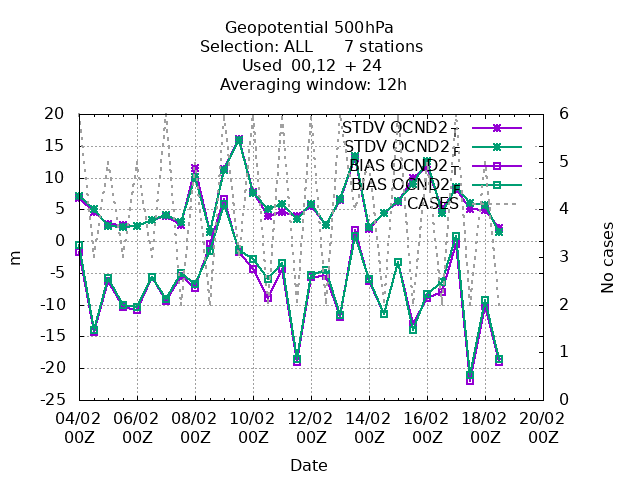 Geopotential 500hPa
Selection: ALL 7 stations
Used 00,12 + 24
Averaging window: 12h
20 15 10 5 0 -5 -10 -15 -20 -25
m
STDV OCND2_T
STDV OCND2_F
BIAS OCND2_T
BIAS OCND2_F
CASES
6 5 4 3 2 1 0
No cases
04/02 06/02 08/02 10/02 12/02 14/02 16/02 18/02 20/02
00Z 00Z 00Z 00Z 00Z 00Z 00Z 00Z 00Z
Date